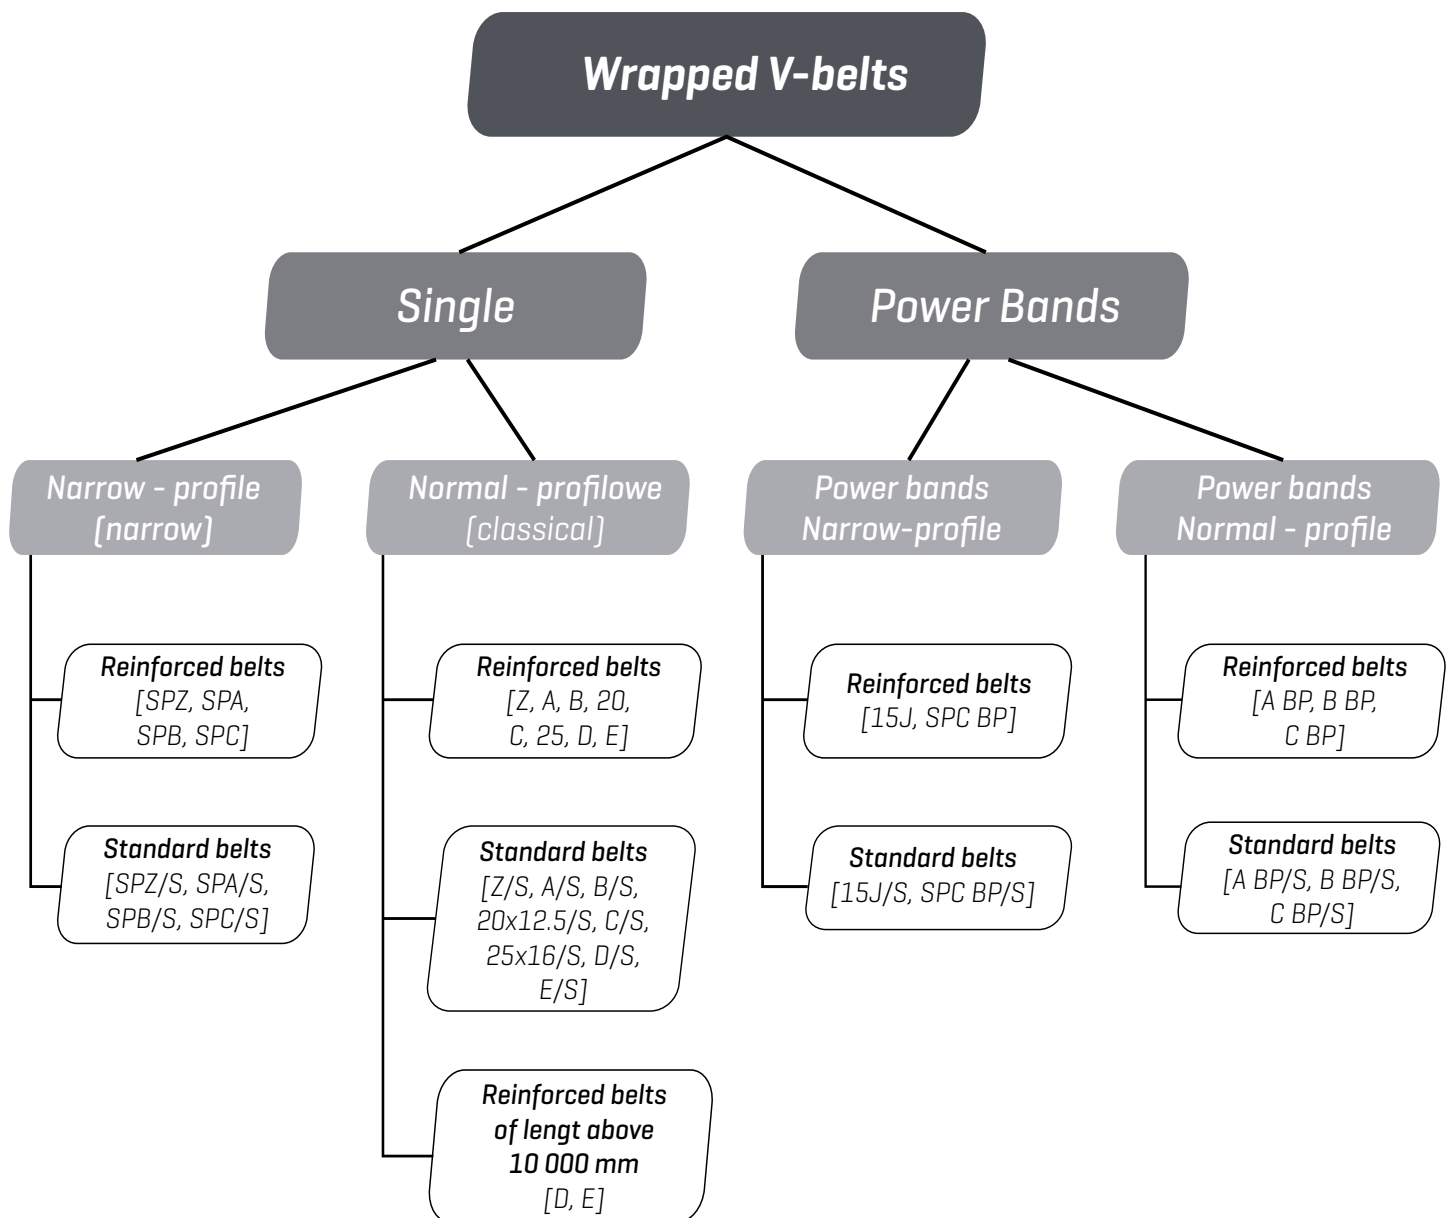 Wrapped V-belts
Single
Power Bands
Narrow - profile
(narrow)
Normal - profilowe
(classical)
Power bands
Narrow-profile
Power bands
Normal - profile
Reinforced belts
[SPZ, SPA,
SPB, SPC]
Reinforced belts
[Z, A, B, 20,
C, 25, D, E]
Reinforced belts
[15J, SPC BP]
Reinforced belts
[A BP, B BP,
C BP]
Standard belts
[SPZ/S, SPA/S,
SPB/S, SPC/S]
Standard belts
[Z/S, A/S, B/S,
20x12.5/S, C/S,
25x16/S, D/S,
E/S]
Standard belts
[15J/S, SPC BP/S]
Standard belts
[A BP/S, B BP/S,
C BP/S]
Reinforced belts
of lengt above
10 000 mm
[D, E]